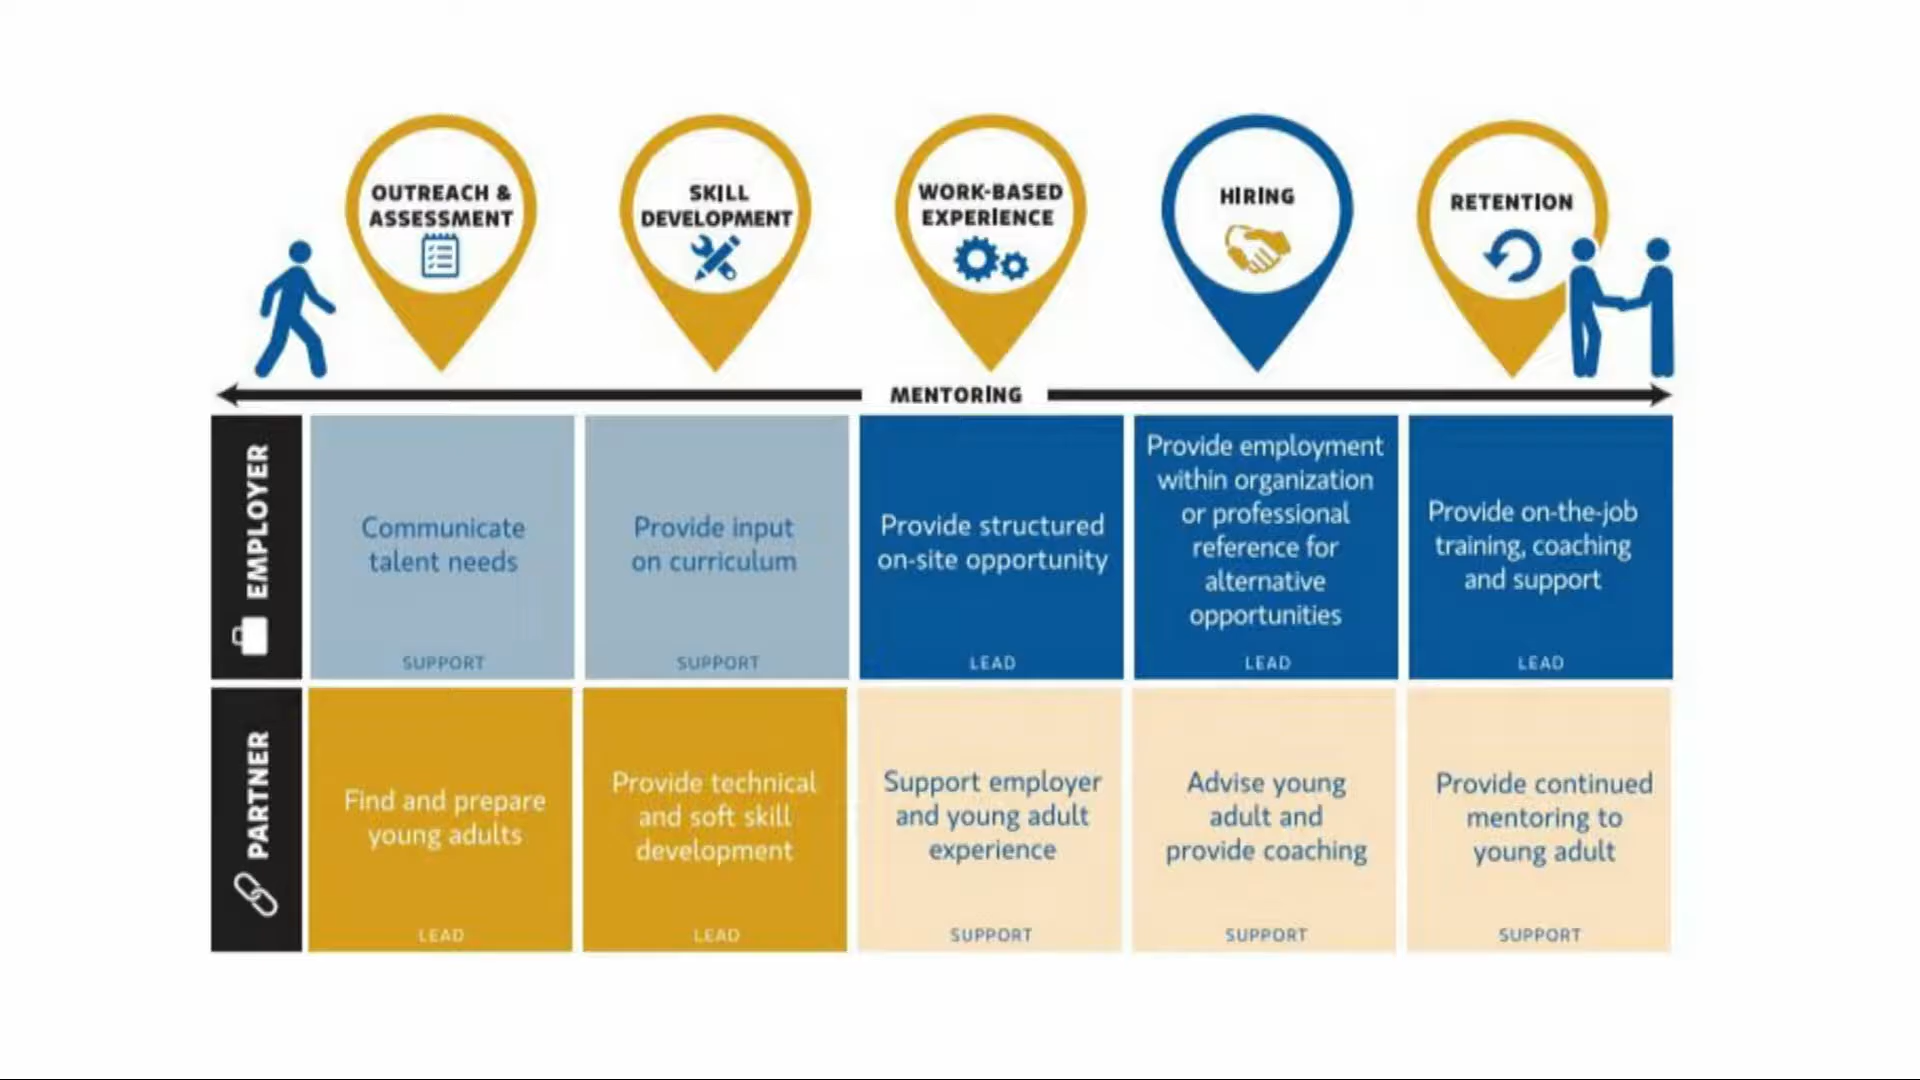 OUTREACH &
ASSESSMENT
SKILL
DEVELOPMENT
WORK-BASED
EXPERIENCE
HIRING
RETENTION
MENTORING
EMPLOYER
Communicate
talent needs
SUPPORT
Provide input
on curriculum
SUPPORT
Provide structured
on-site opportunity
LEAD
Provide employment
within organization
or professional
reference for
alternative
opportunities
LEAD
Provide on-the-job
training, coaching
and support
LEAD
PARTNER
Find and prepare
young adults
LEAD
Provide technical
and soft skill
development
LEAD
Support employer
and young adult
experience
SUPPORT
Advise young
adult and
provide coaching
SUPPORT
Provide continued
mentoring to
young adult
SUPPORT